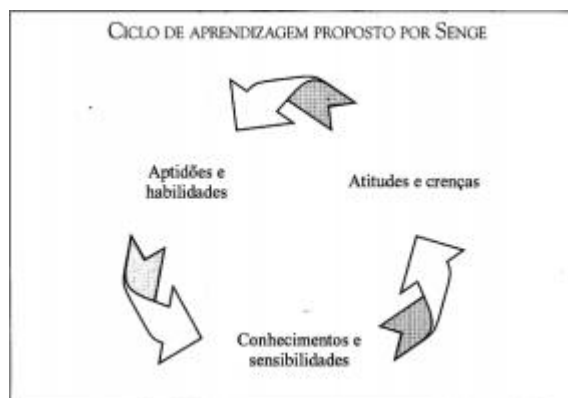 CICLO DE APRENDIZAGEM PROPOSTO POR SENGE
Aptidões e
habilidades
Atitudes e crenças
Conhecimentos e
sensibilidades